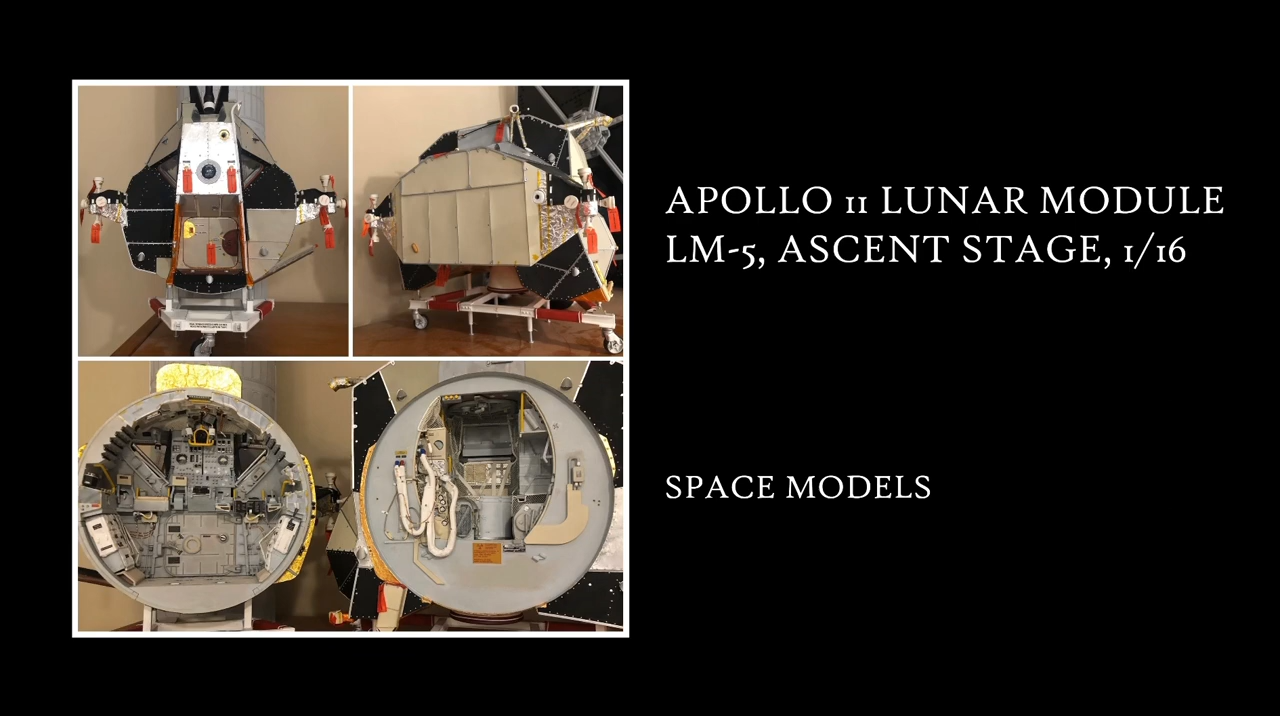 APOLLO 11 LUNAR MODULE
LM-5, ASCENT STAGE, 1/16
SPACE MODELS